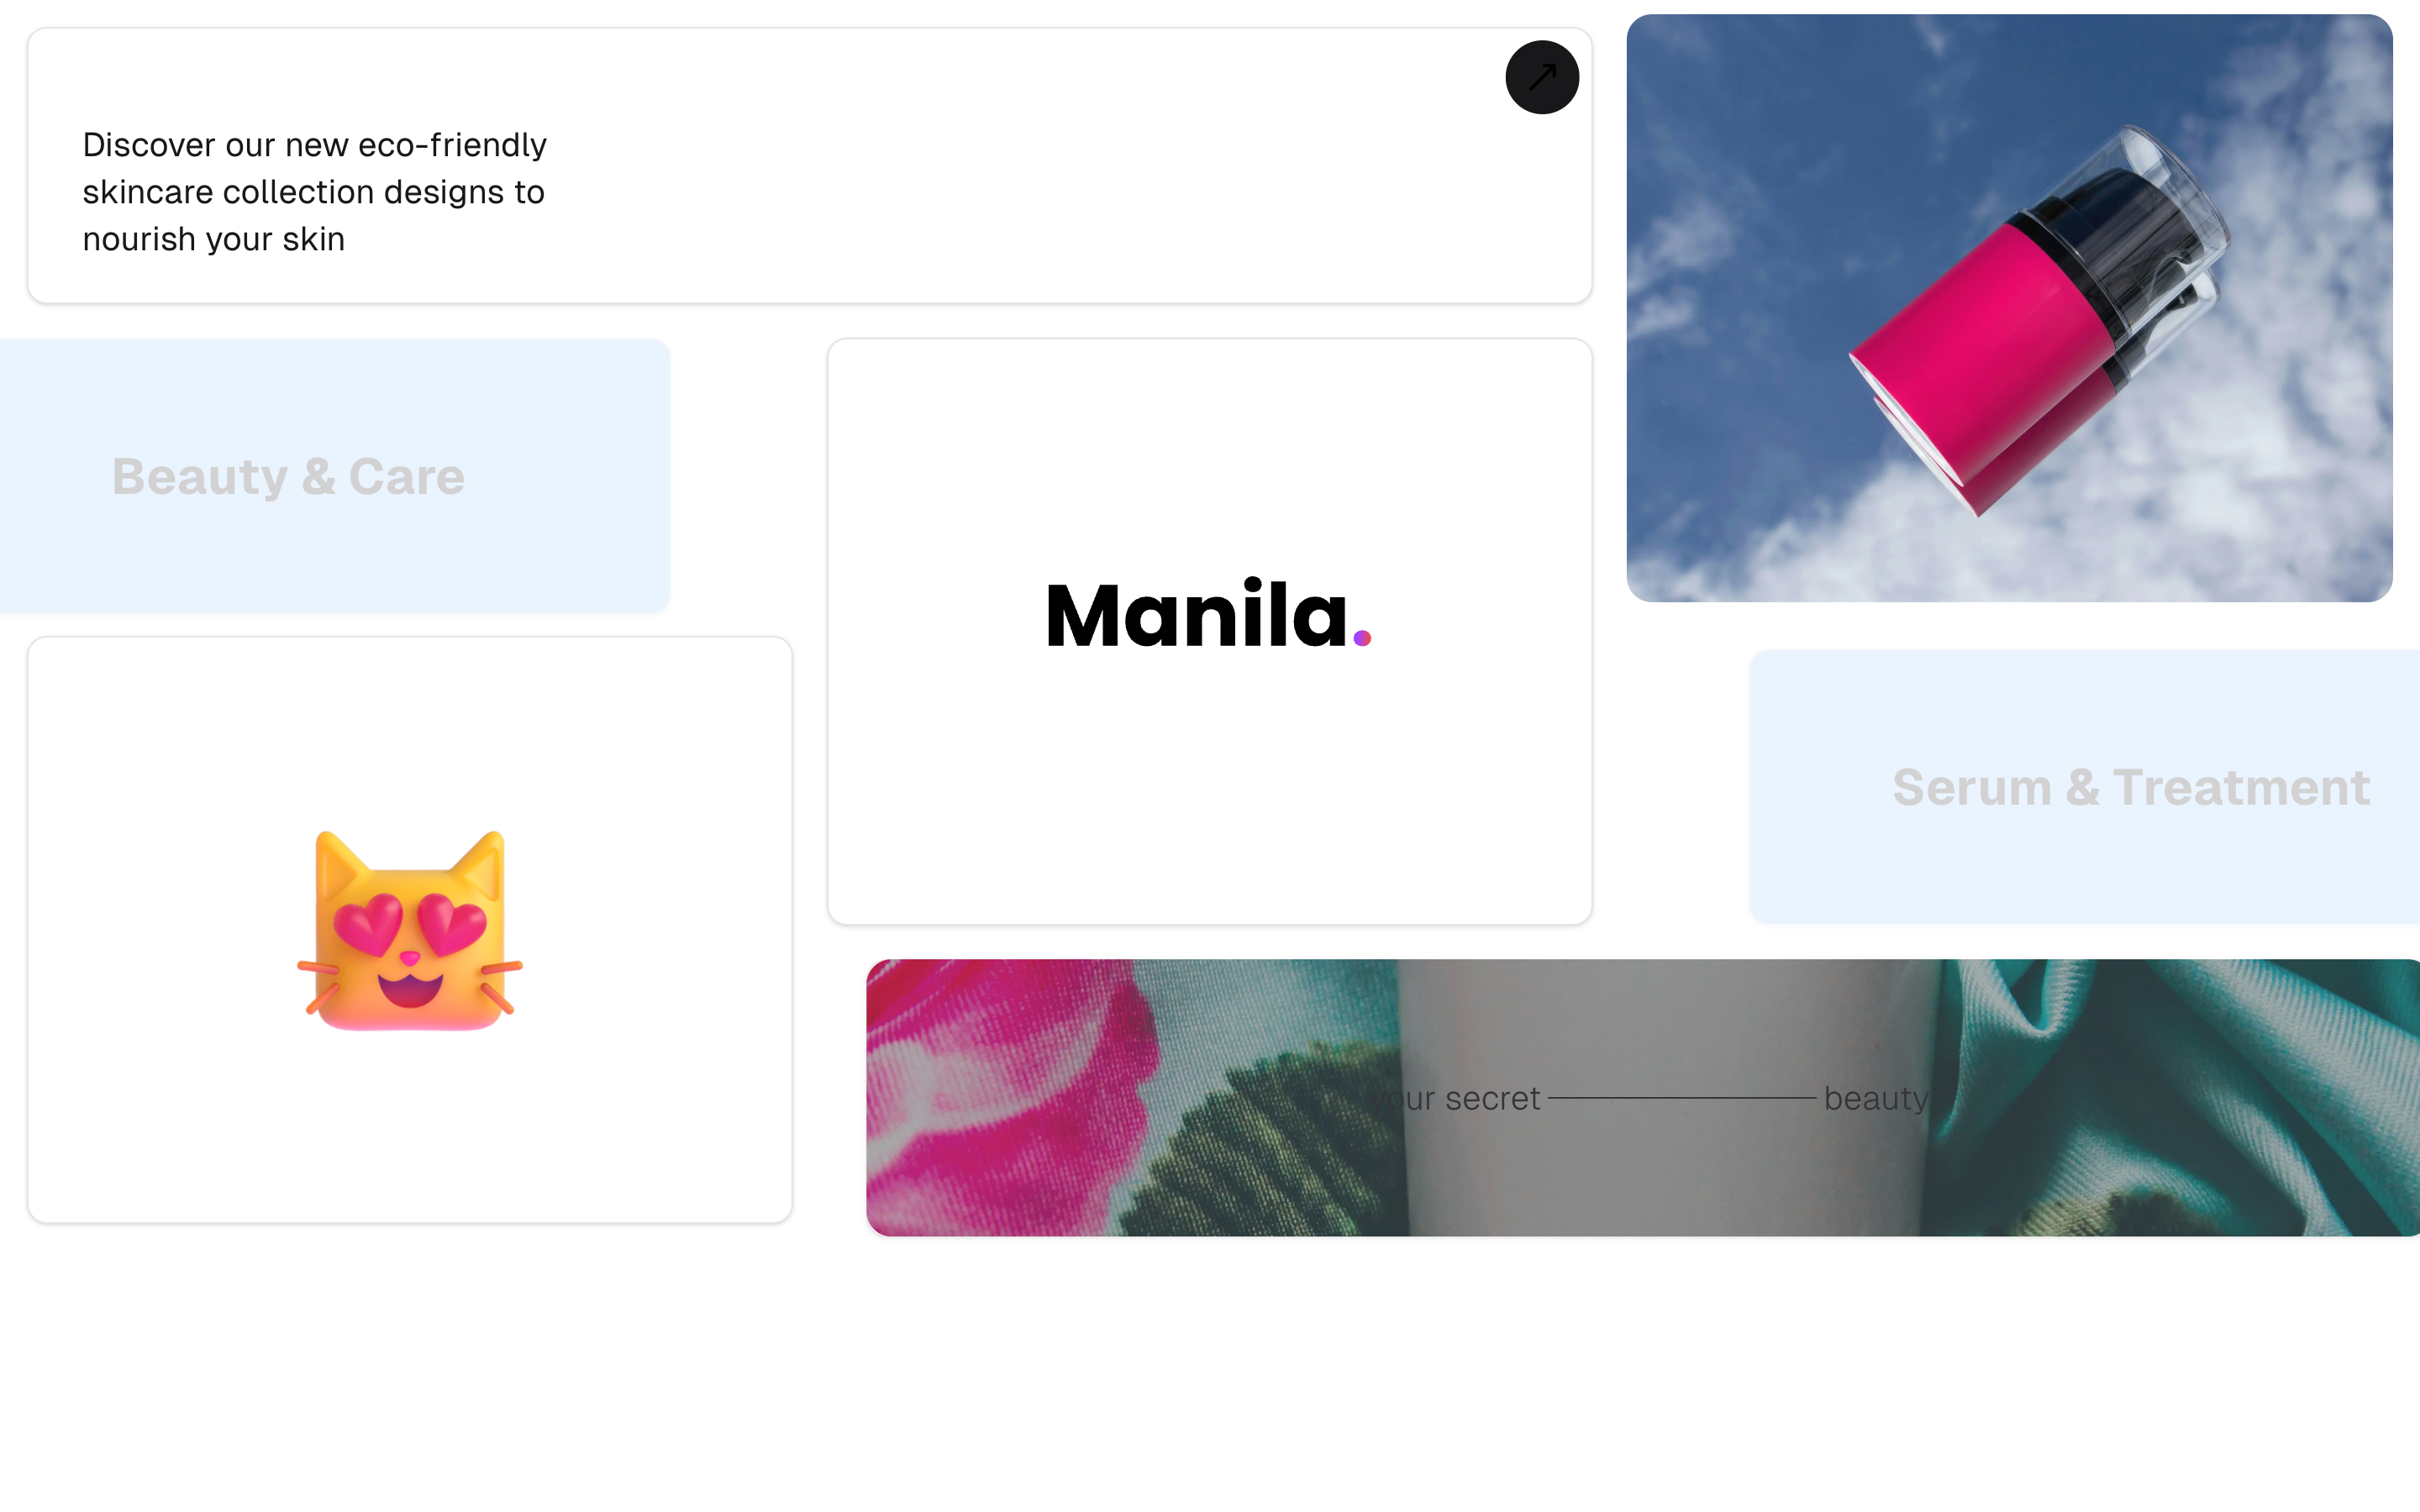 Discover our new eco-friendly
skincare collection designs to
nourish your skin
Beauty & Care
Manila.
Serum & Treatment
your secret beauty